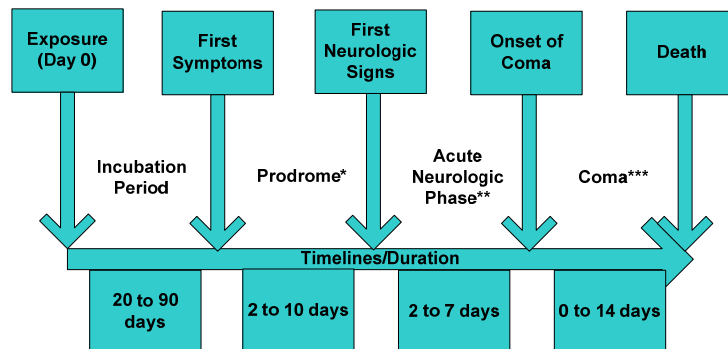 Exposure
(Day 0)
First
Symptoms
First
Neurologic
Signs
Onset of
Coma
Death
Incubation
Period
Prodrome*
Acute
Neurologic
Phase**
Coma***
Timelines/Duration
20 to 90
days
2 to 10 days
2 to 7 days
0 to 14 days